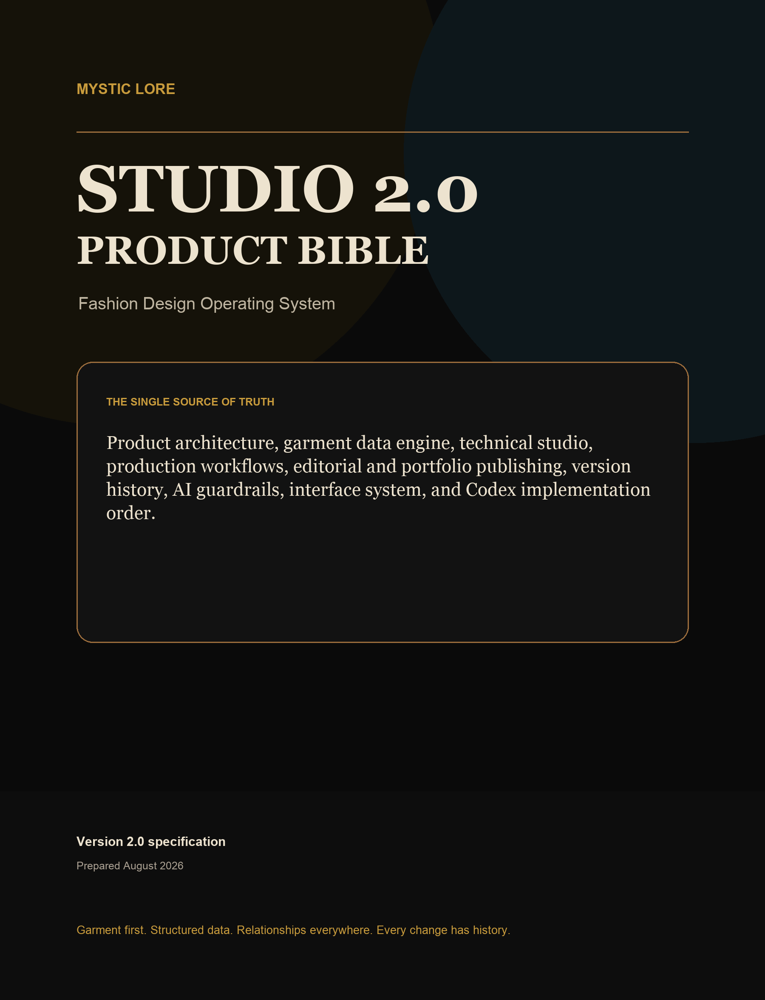 MYSTIC LORE
STUDIO 2.0
PRODUCT BIBLE
Fashion Design Operating System
THE SINGLE SOURCE OF TRUTH
Product architecture, garment data engine, technical studio,
production workflows, editorial and portfolio publishing, version
history, AI guardrails, interface system, and Codex implementation
order.
Version 2.0 specification
Prepared August 2026
Garment first. Structured data. Relationships everywhere. Every change has history.